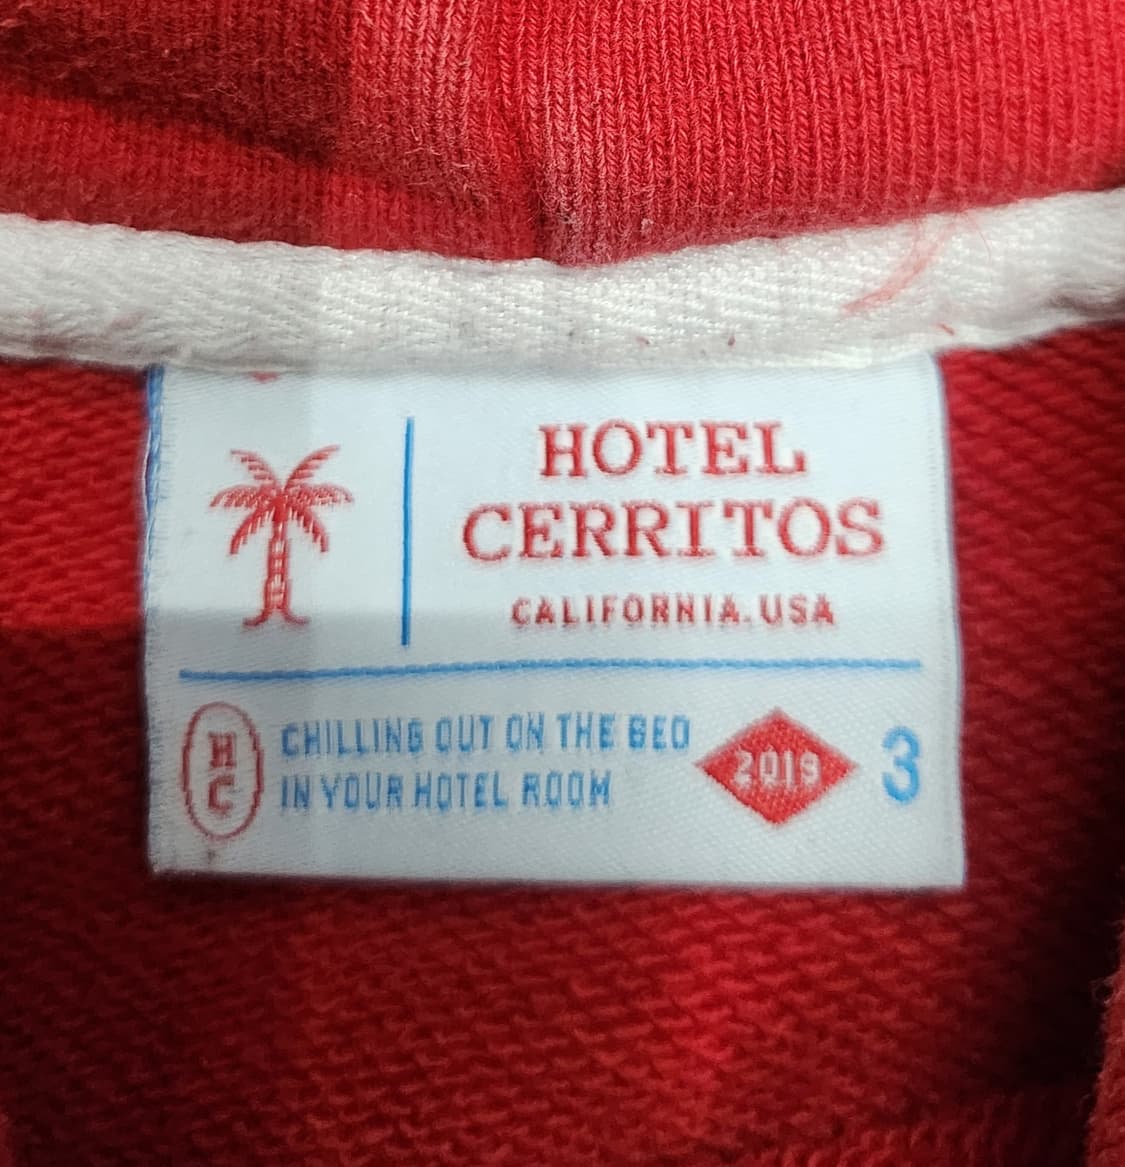 HOTEL
CERRITOS
CALIFORNIA.USA
H
C
CHILLING OUT ON THE BED
IN YOUR HOTEL ROOM
2019
3